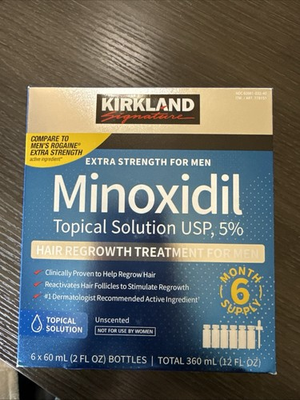 KIRKLAND
Signature
COMPARE TO
MEN'S ROGAINE®
EXTRA STRENGTH
active ingredient*
EXTRA STRENGTH FOR MEN
Minoxidil
Topical Solution USP, 5%
HAIR REGROWTH TREATMENT FOR MEN
✓ Clinically Proven to Help Regrow Hair
✓ Reactivates Hair Follicles to Stimulate Regrowth
✓ #1 Dermatologist Recommended Active Ingredient†
6
MONTH
SUPPLY
TOPICAL
SOLUTION
Unscented
NOT FOR USE BY WOMEN
6 x 60 mL (2 FL OZ) BOTTLES | TOTAL 360 mL (12 FL OZ)